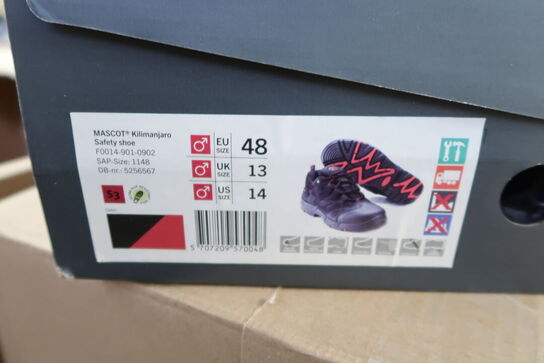 MASCOT® Kilimanjaro
Safety shoe
F0014-901-0902
SAP-Size: 1148
DB-nr.: 5256567
EU SIZE 48
UK SIZE 13
US SIZE 14
S3
Color:
5 707209 570048